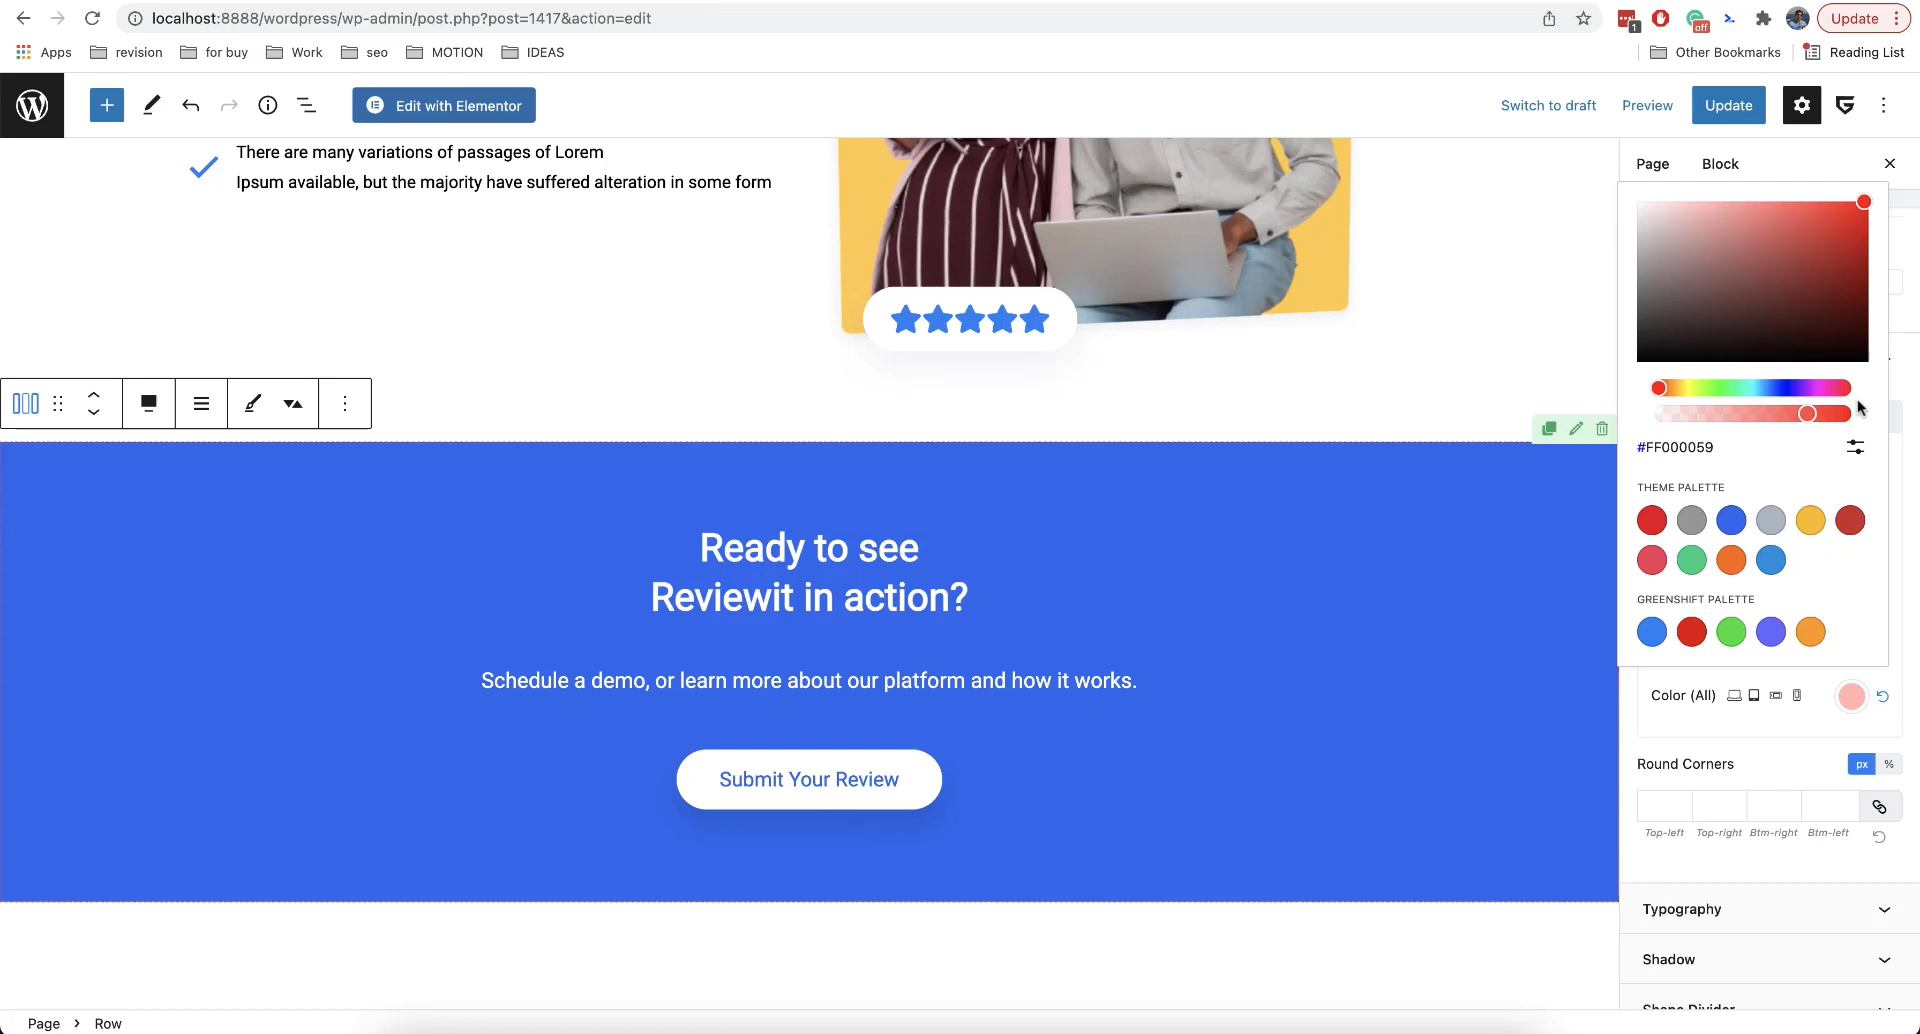 localhost:8888/wordpress/wp-admin/post.php?post=1417&action=edit
1
off
Update
Apps
revision
for buy
Work
seo
MOTION
IDEAS
Other Bookmarks
Reading List
Edit with Elementor
Switch to draft
Preview
Update
There are many variations of passages of Lorem
Ipsum available, but the majority have suffered alteration in some form
Page
Block
#FF000059
THEME PALETTE
GREENSHIFT PALETTE
Color (All)
Round Corners
px
%
Top-left
Top-right
Btm-right
Btm-left
Typography
Shadow
Shape Divider
Ready to see
Reviewit in action?
Schedule a demo, or learn more about our platform and how it works.
Submit Your Review
Page
Row